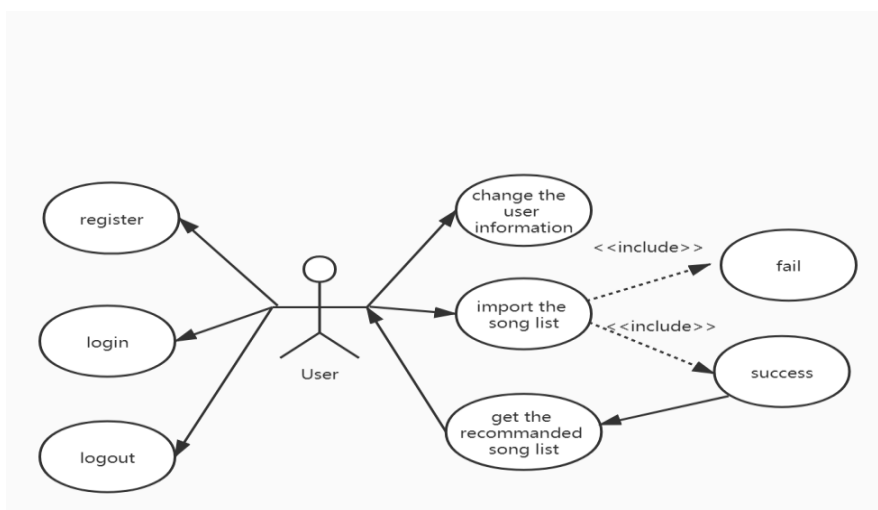 register
login
logout
User
change the
user
information
import the
song list
get the
recommanded
song list
<<include>>
<<include>>
fail
success